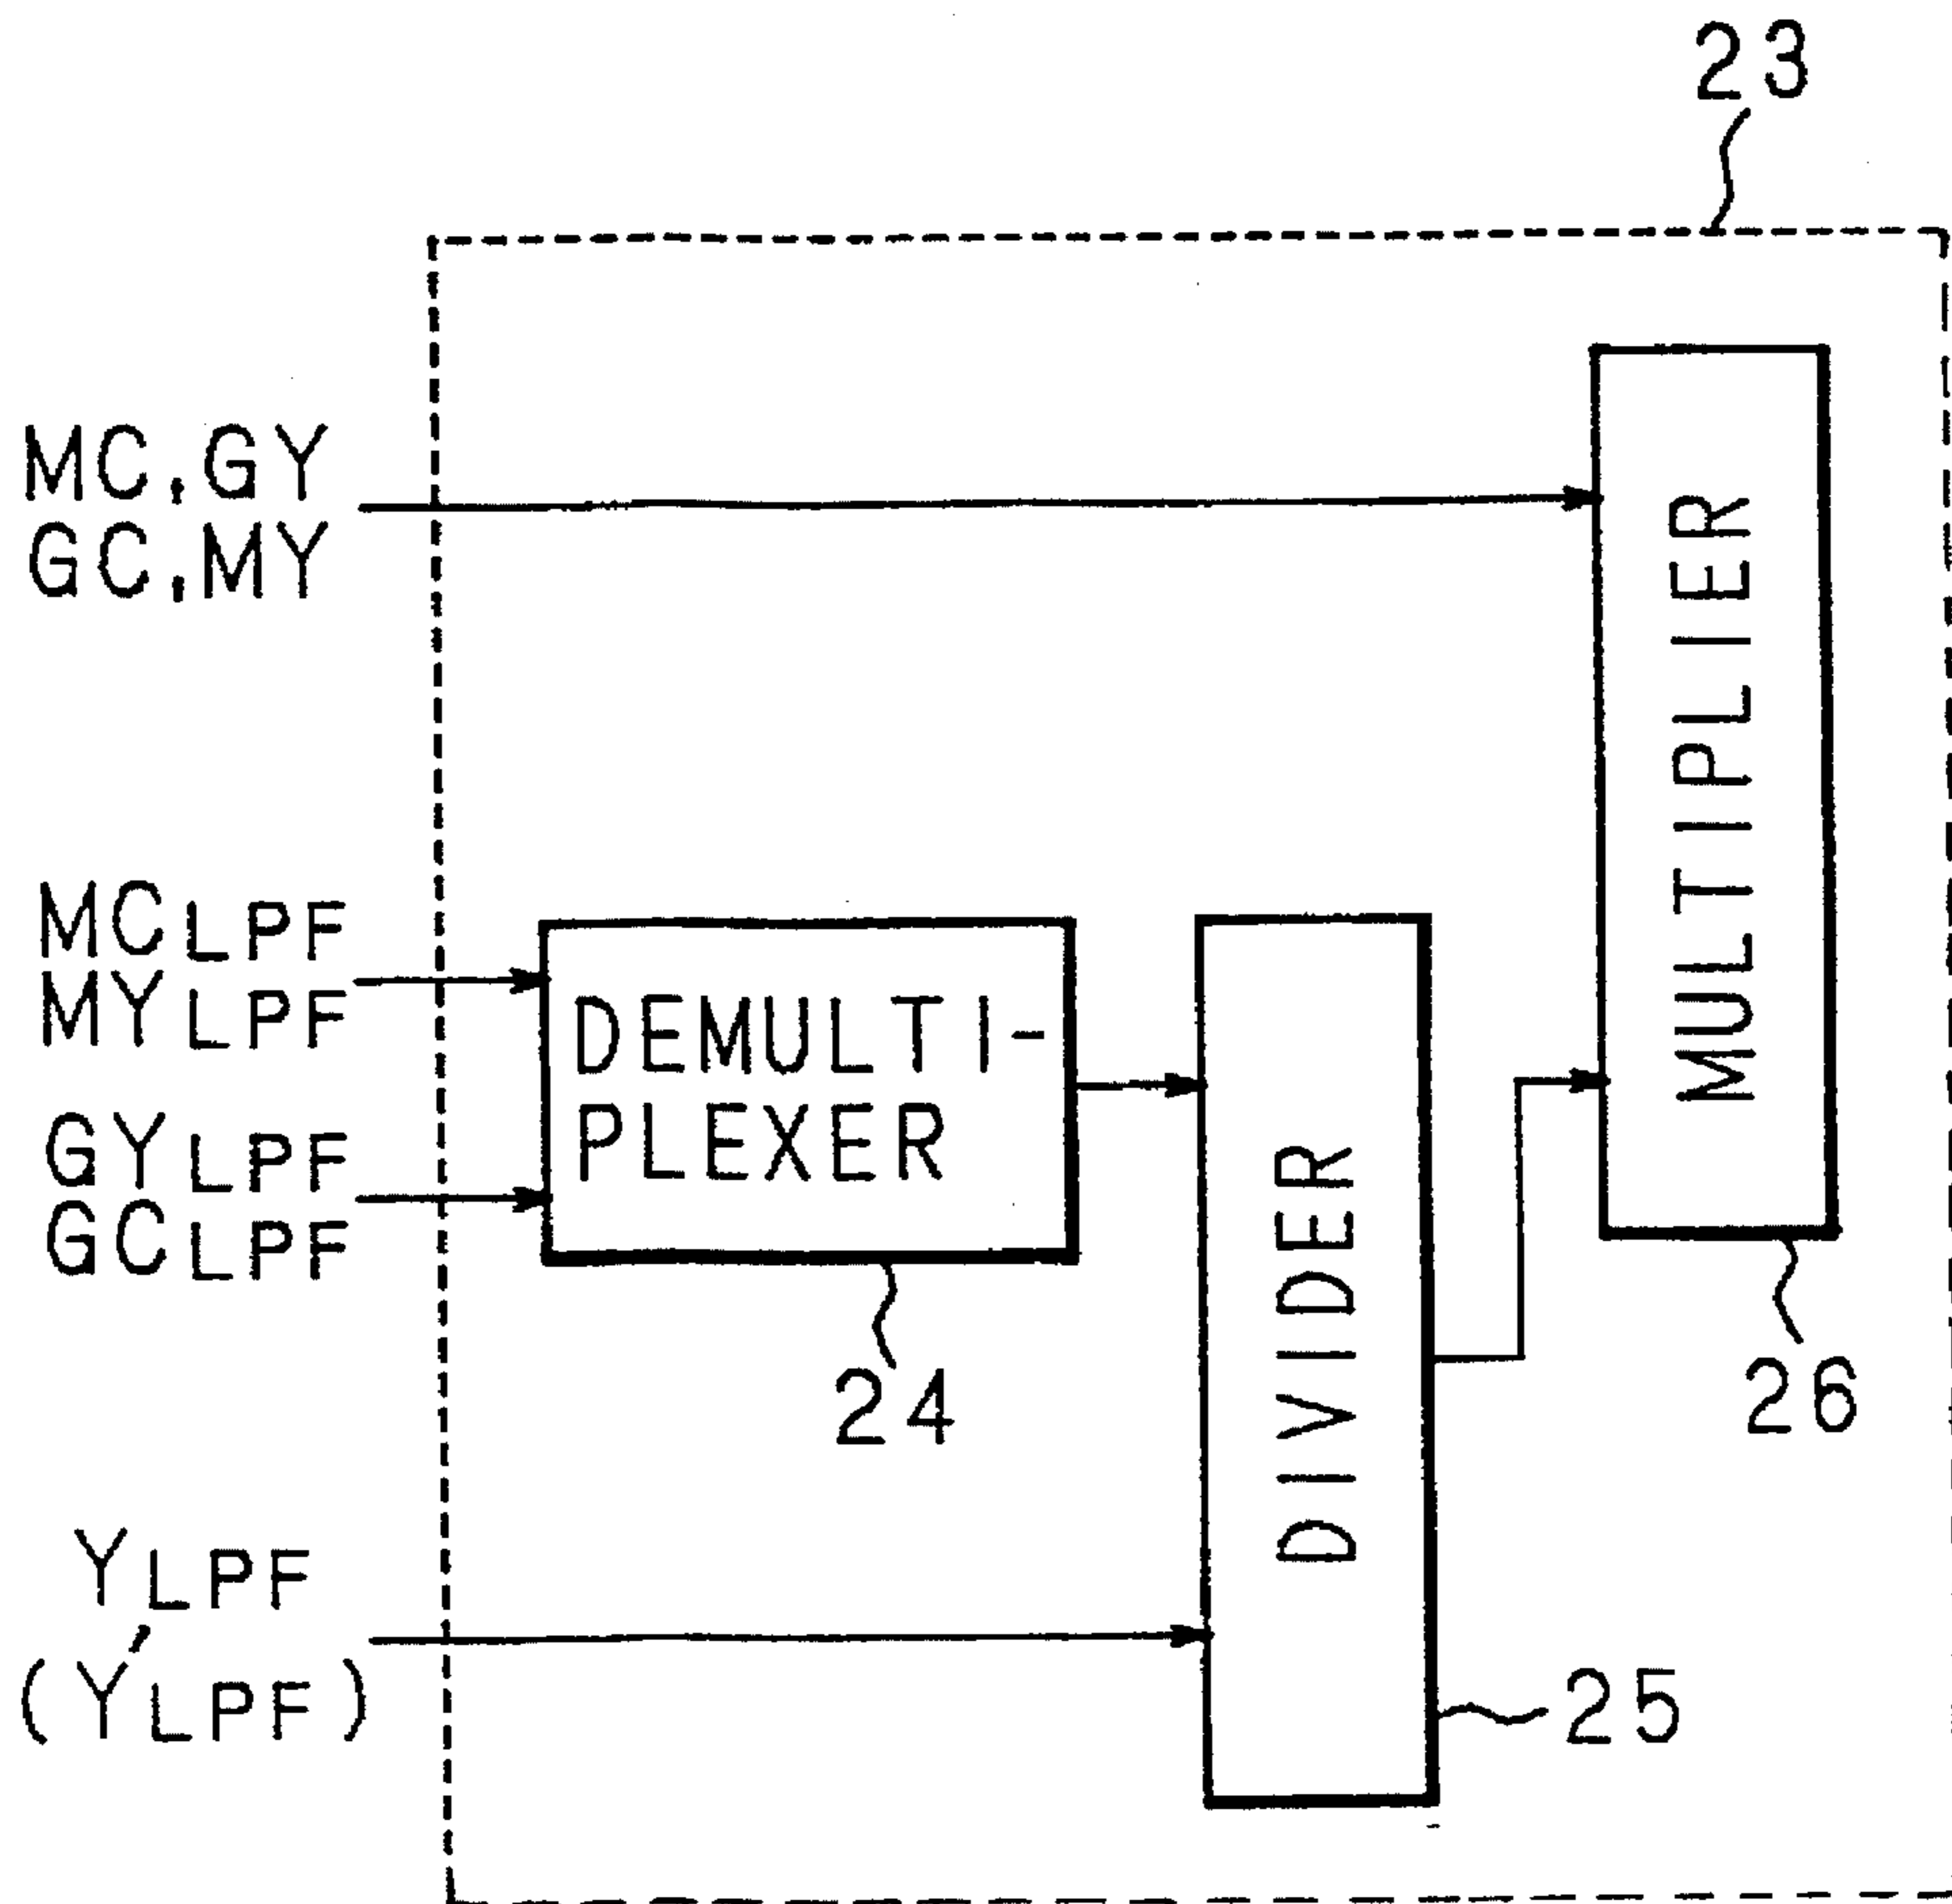 23
MC,GY
GC,MY
MULTIPLIER
MCLPF
MYLPF
DEMULTI-
PLEXER
GYLPF
GCLPF
DIVIDER
24
26
YLPF
(Y'LPF)
25